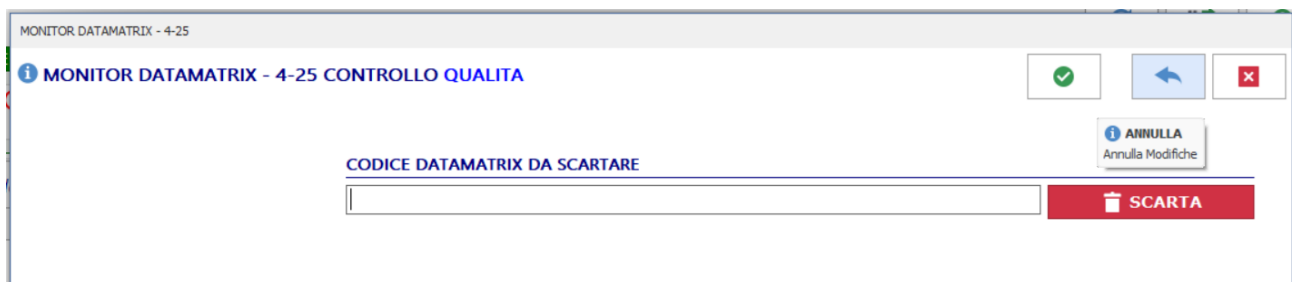 MONITOR DATAMATRIX - 4-25
MONITOR DATAMATRIX - 4-25 CONTROLLO QUALITA
ANNULLA
Annulla Modifiche
CODICE DATAMATRIX DA SCARTARE
SCARTA